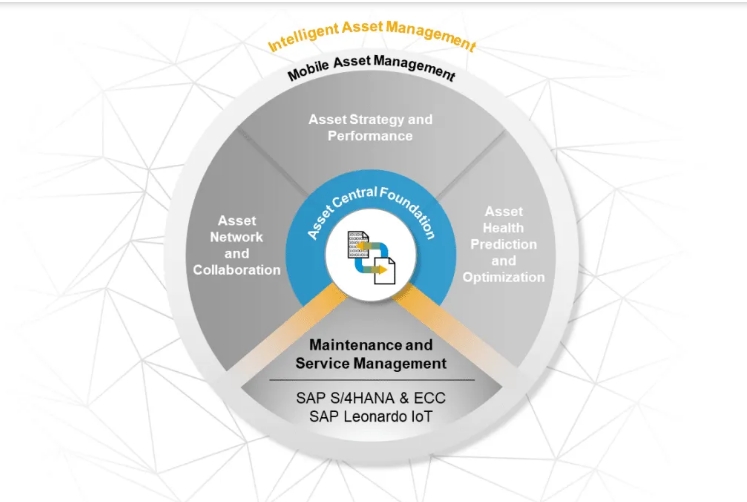 Intelligent Asset Management
Mobile Asset Management
Asset Strategy and
Performance
Asset Central Foundation
Asset
Network
and
Collaboration
Asset
Health
Prediction
and
Optimization
Maintenance and
Service Management
SAP S/4HANA & ECC
SAP Leonardo IoT